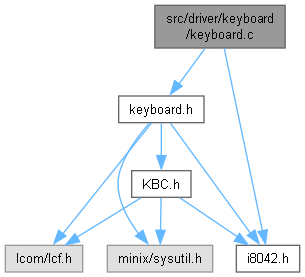 src/driver/keyboard
/keyboard.c
keyboard.h
KBC.h
lcom/lcf.h
minix/sysutil.h
i8042.h